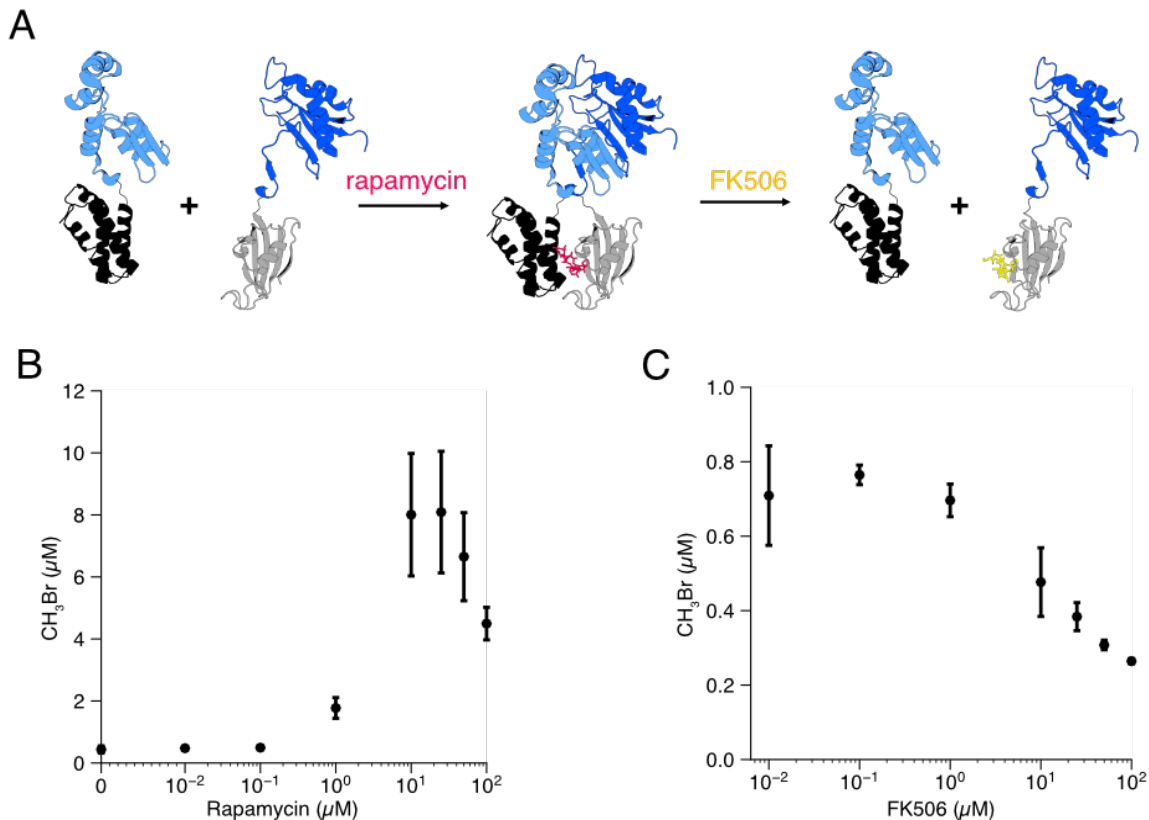 A
+
rapamycin
FK506
+
B
12
10
8
6
4
2
0
CH₃Br (µM)
0 10⁻² 10⁻¹ 10⁰ 10¹ 10²
Rapamycin (µM)
C
1.0
0.8
0.6
0.4
0.2
0.0
CH₃Br (µM)
10⁻² 10⁻¹ 10⁰ 10¹ 10²
FK506 (µM)